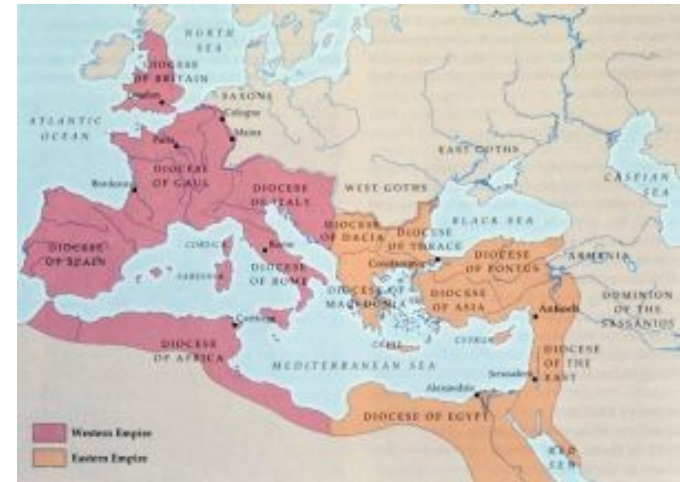 NORTH
SEA
DIOCESE
OF BRITAIN
London
SAXONS
Cologne
ATLANTIC
OCEAN
Mainz
Paris
EAST GOTHS
DIOCESE
OF GAUL
CASPIAN
SEA
Bordeaux
DIOCESE
OF ITALY
WEST GOTHS
BLACK SEA
DIOCESE
OF DACIA
DIOCESE
OF THRACE
DIOCESE
OF SPAIN
CORSICA
Rome
DIOCESE
OF PONTUS
ARMENIA
SARDINIA
DIOCESE
OF ROME
DIOCESE OF
MACEDONIA
DIOCESE
OF ASIA
DOMINION
OF THE
SASSANIDS
Carthage
Antioch
DIOCESE
OF AFRICA
CRETE
CYPRUS
DIOCESE
OF THE
EAST
MEDITERRANEAN SEA
Jerusalem
Alexandria
DIOCESE OF EGYPT
Western Empire
Eastern Empire
RED
SEA